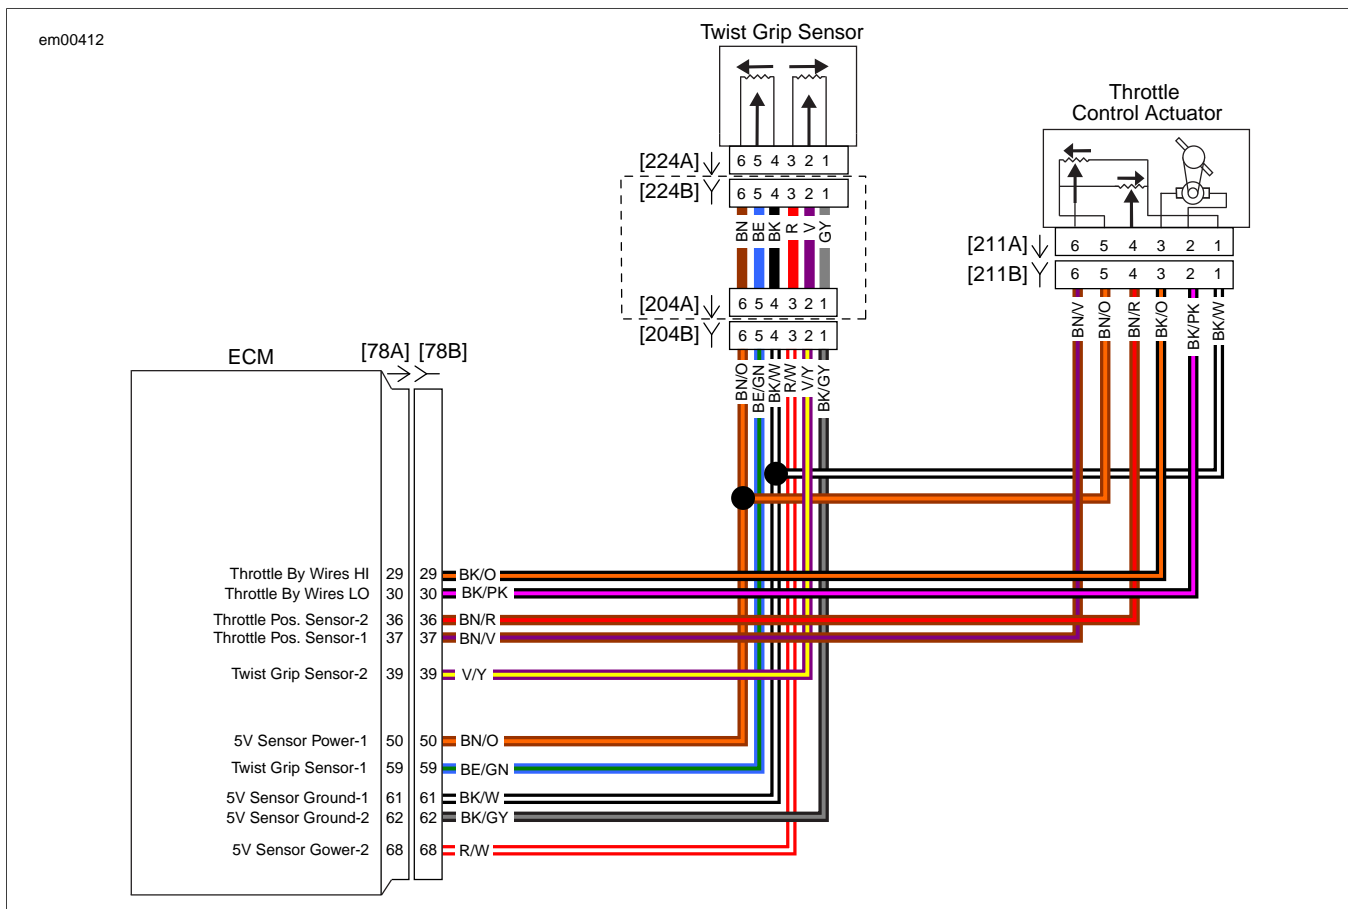 em00412
Twist Grip Sensor
Throttle
Control Actuator
[224A] 6 5 4 3 2 1
[224B] 6 5 4 3 2 1
BN BE BK R V GY
[204A] 6 5 4 3 2 1
[204B] 6 5 4 3 2 1
BN/O BE/GN BK/W R/W V/Y BK/GY
[211A] 6 5 4 3 2 1
[211B] 6 5 4 3 2 1
BN/V BN/O BN/R BK/O BK/PK BK/W
ECM [78A] [78B]
Throttle By Wires HI 29 29 BK/O
Throttle By Wires LO 30 30 BK/PK
Throttle Pos. Sensor-2 36 36 BN/R
Throttle Pos. Sensor-1 37 37 BN/V
Twist Grip Sensor-2 39 39 V/Y
5V Sensor Power-1 50 50 BN/O
Twist Grip Sensor-1 59 59 BE/GN
5V Sensor Ground-1 61 61 BK/W
5V Sensor Ground-2 62 62 BK/GY
5V Sensor Gower-2 68 68 R/W